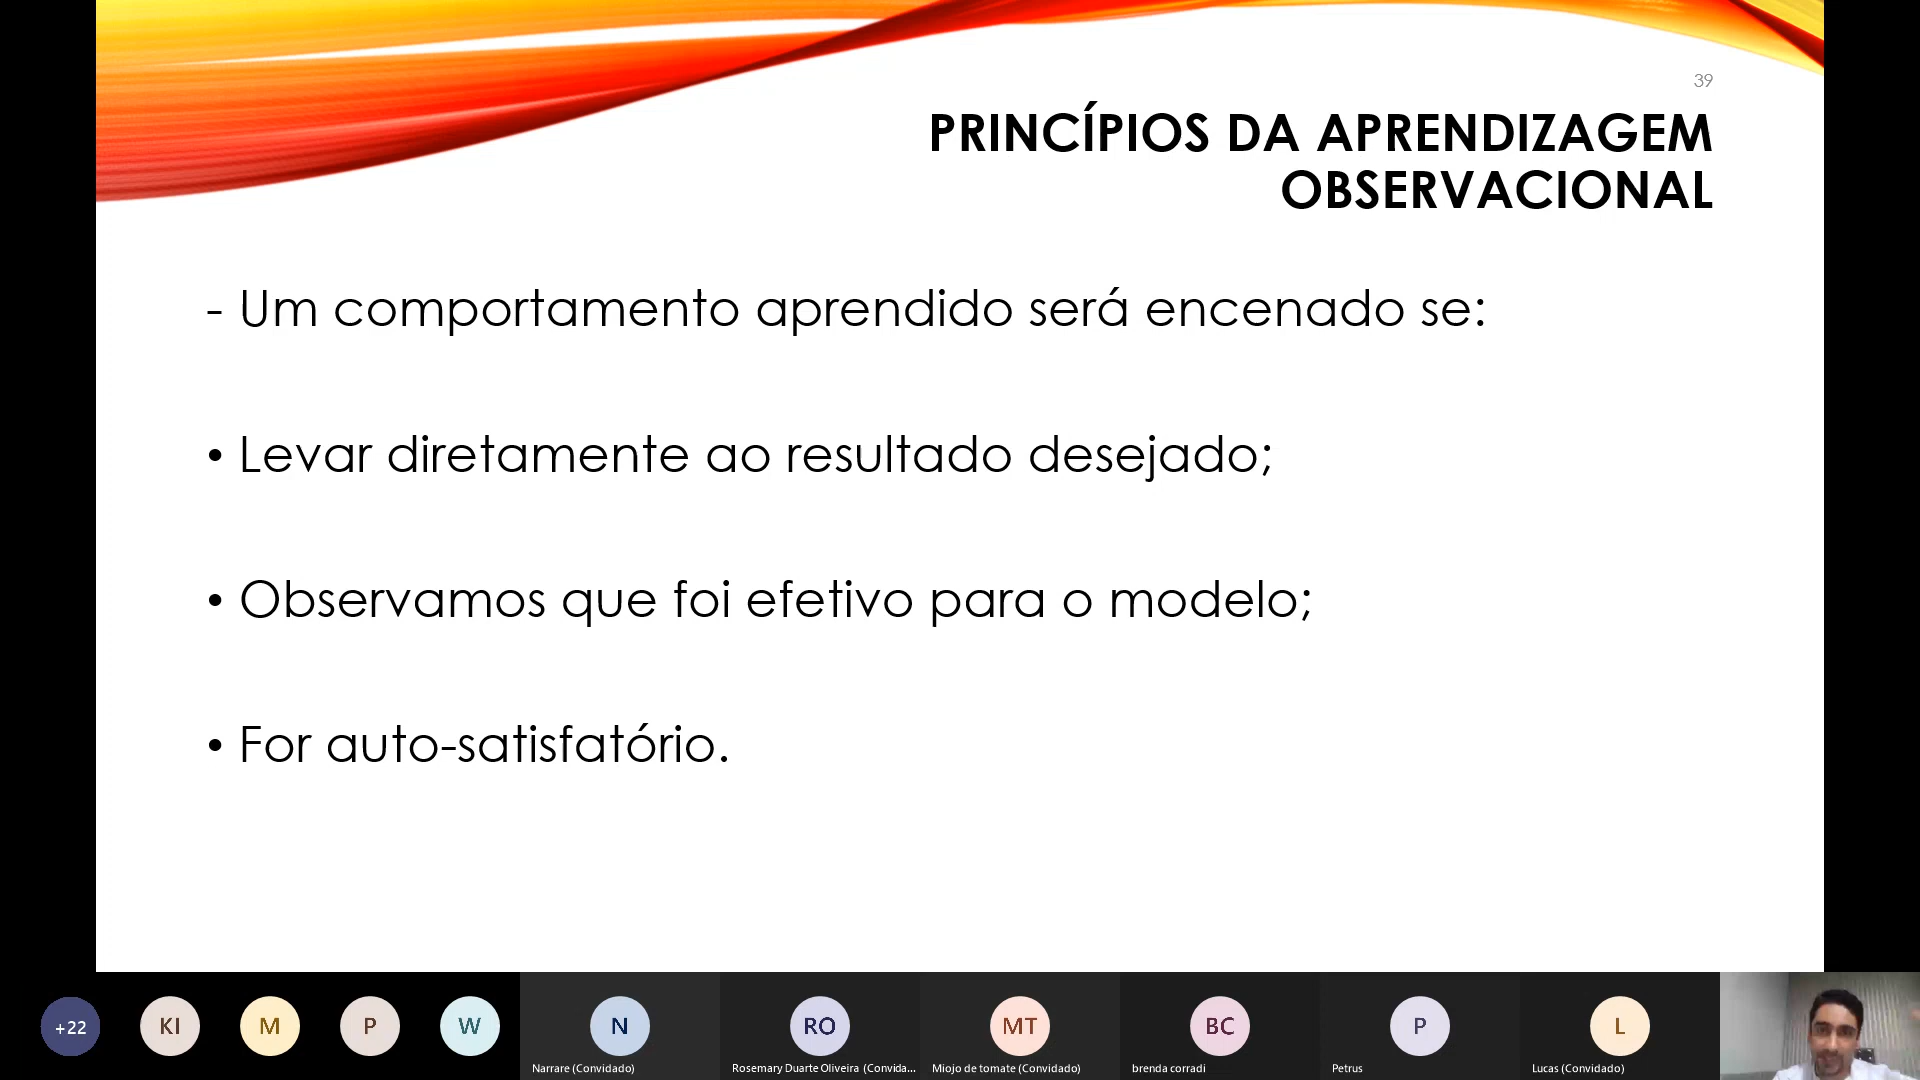 39
PRINCÍPIOS DA APRENDIZAGEM
OBSERVACIONAL
- Um comportamento aprendido será encenado se:
• Levar diretamente ao resultado desejado;
• Observamos que foi efetivo para o modelo;
• For auto-satisfatório.
+22
KI
M
P
W
N
RO
MT
BC
P
L
Narrare (Convidado)
Rosemary Duarte Oliveira (Convida...
Miojo de tomate (Convidado)
brenda corradi
Petrus
Lucas (Convidado)